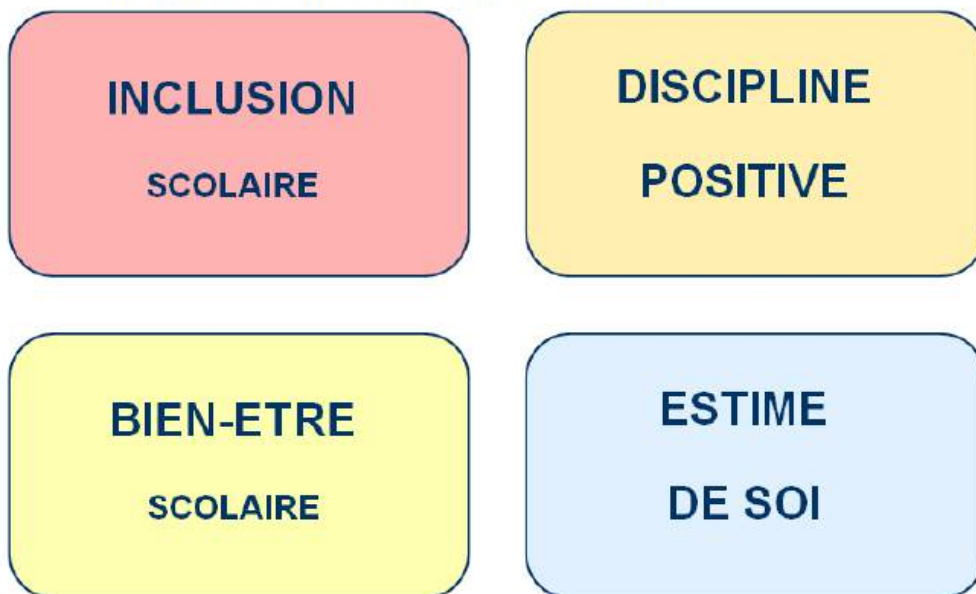 INCLUSION
SCOLAIRE
DISCIPLINE
POSITIVE
BIEN-ETRE
SCOLAIRE
ESTIME
DE SOI